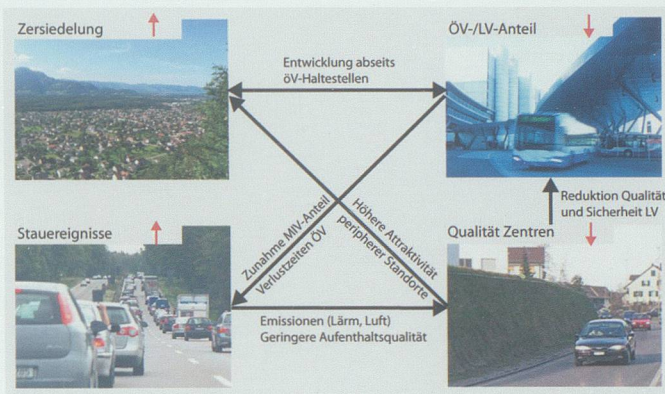 Zersiedelung
ÖV-/LV-Anteil
Entwicklung abseits
öV-Haltestellen
Zunahme MIV-Anteil
Verlustzeiten ÖV
Höhere Attraktivität
peripherer Standorte
Reduktion Qualität
und Sicherheit LV
Stauereignisse
Qualität Zentren
Emissionen (Lärm, Luft)
Geringere Aufenthaltsqualität